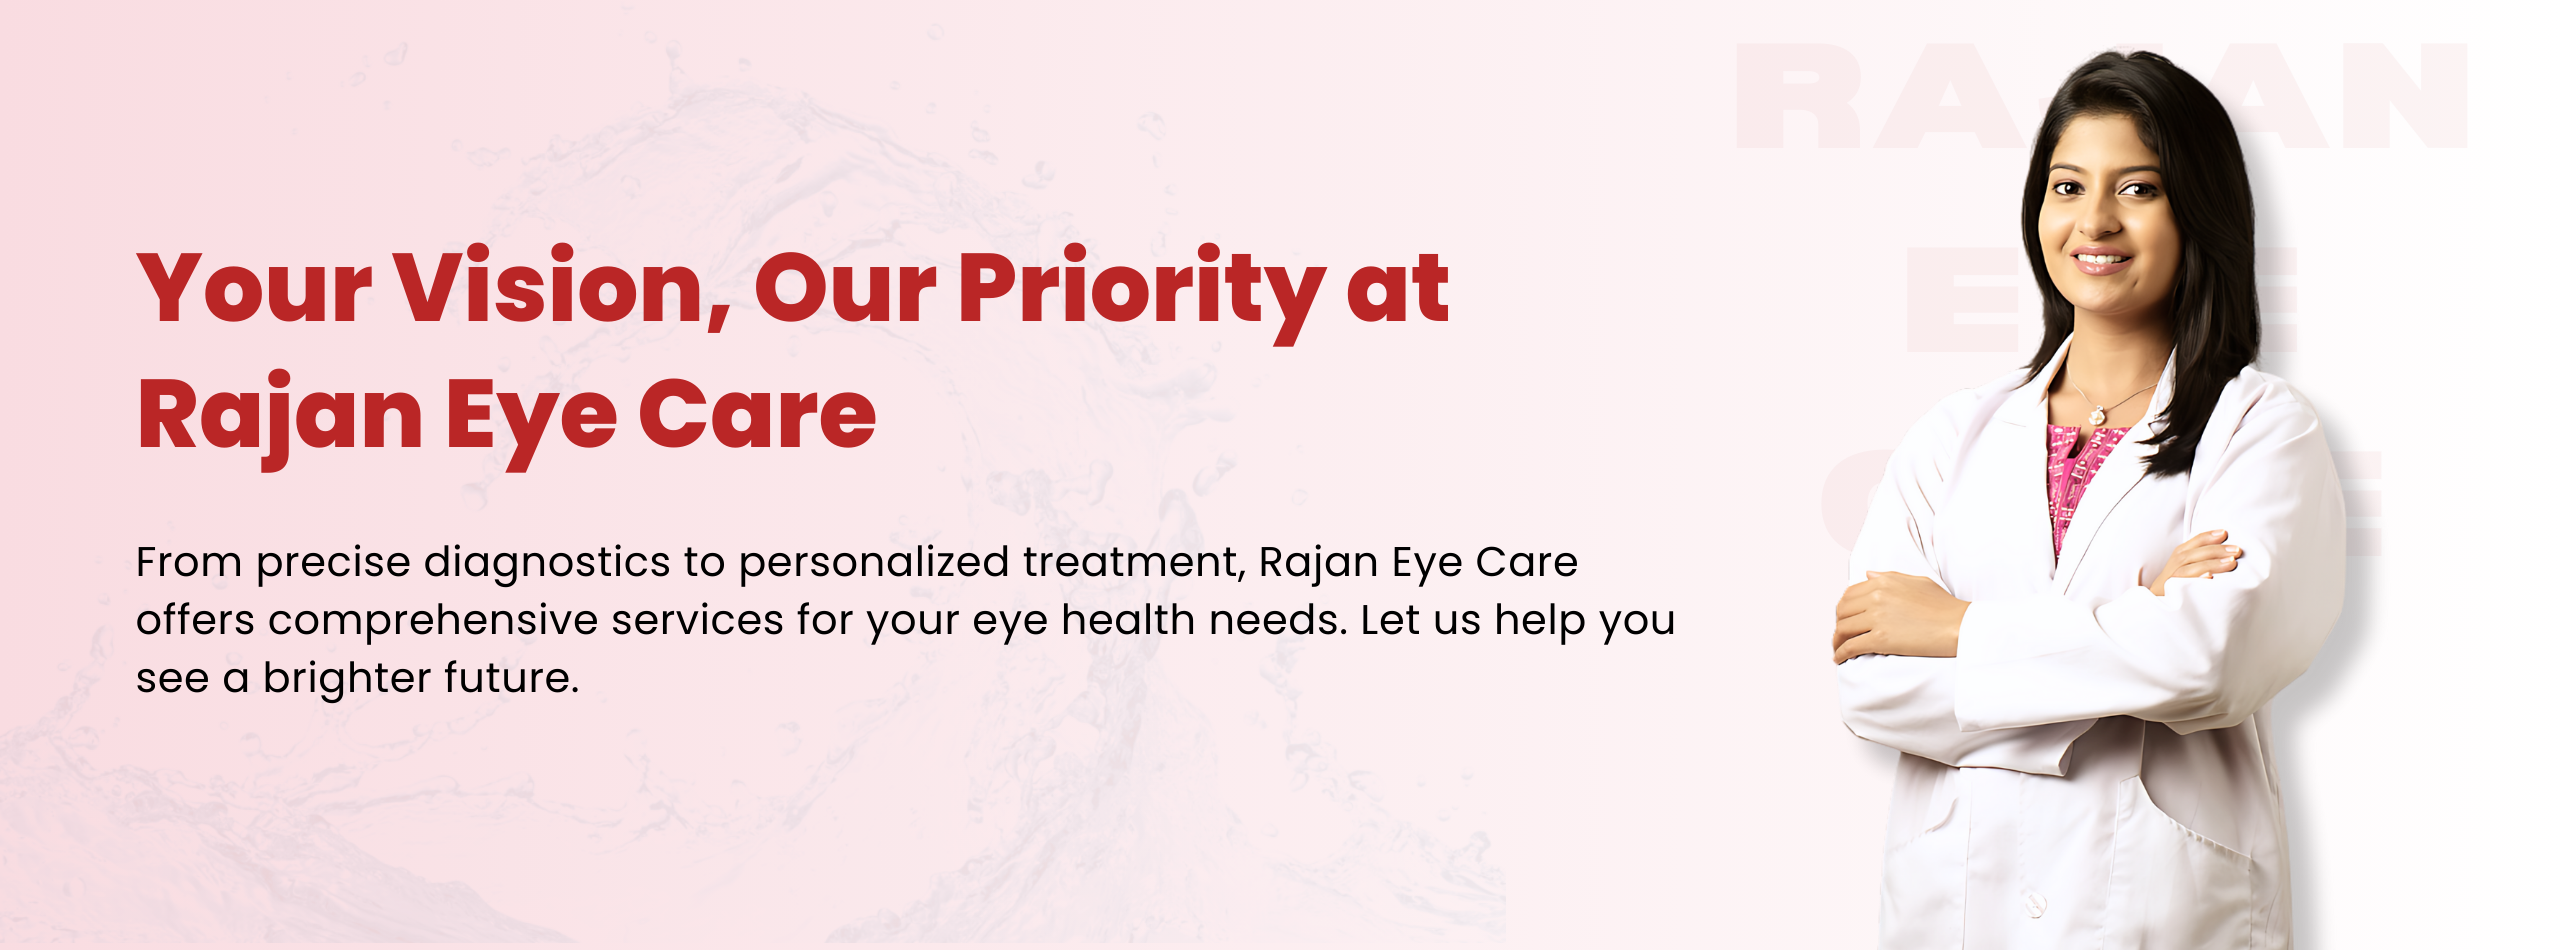 Your Vision, Our Priority at
Rajan Eye Care
From precise diagnostics to personalized treatment, Rajan Eye Care
offers comprehensive services for your eye health needs. Let us help you
see a brighter future.